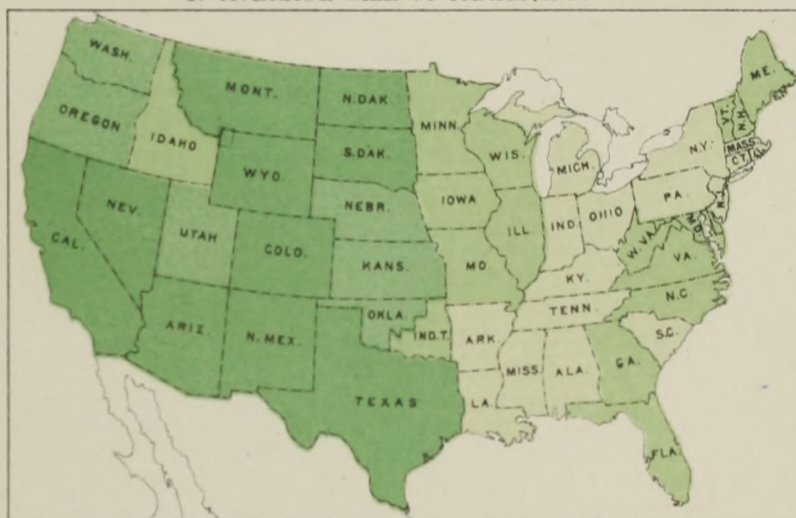 WASH.
MONT.
N.DAK.
MINN.
ME.
OREGON
IDAHO
S.DAK.
WIS.
MICH.
VT.
N.H.
N.Y.
MASS.
CT.
WYO.
NEBR.
IOWA
PA.
N.J.
NEV.
UTAH
COLO.
KANS.
MO.
ILL.
IND.
OHIO
W.VA.
MD.
VA.
CAL.
KY.
ARIZ.
N.MEX.
OKLA.
IND.T.
ARK.
TENN.
N.C.
S.C.
TEXAS
LA.
MISS.
ALA.
GA.
FLA.